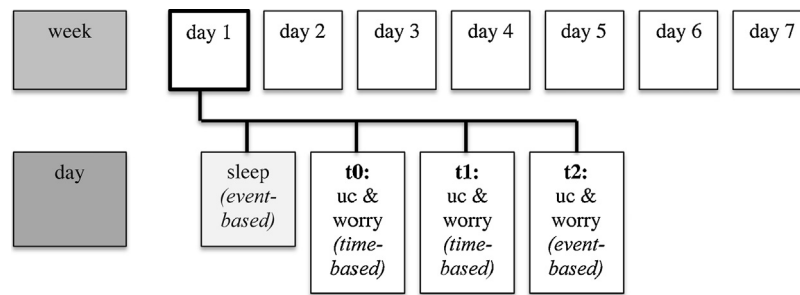 week
day 1
day 2
day 3
day 4
day 5
day 6
day 7
day
sleep
(event-
based)
t0:
uc &
worry
(time-
based)
t1:
uc &
worry
(time-
based)
t2:
uc &
worry
(event-
based)